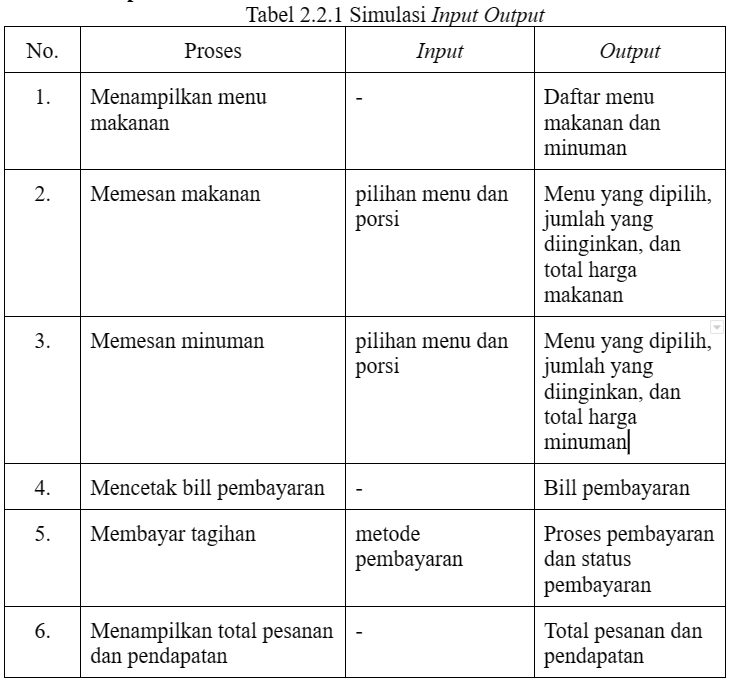 Tabel 2.2.1 Simulasi Input Output
No. Proses Input Output
1. Menampilkan menu - Daftar menu
makanan makanan dan
minuman
2. Memesan makanan pilihan menu dan Menu yang dipilih,
porsi jumlah yang
diinginkan, dan
total harga
makanan
3. Memesan minuman pilihan menu dan Menu yang dipilih,
porsi jumlah yang
diinginkan, dan
total harga
minuman
4. Mencetak bill pembayaran - Bill pembayaran
5. Membayar tagihan metode Proses pembayaran
pembayaran dan status
pembayaran
6. Menampilkan total pesanan - Total pesanan dan
dan pendapatan pendapatan